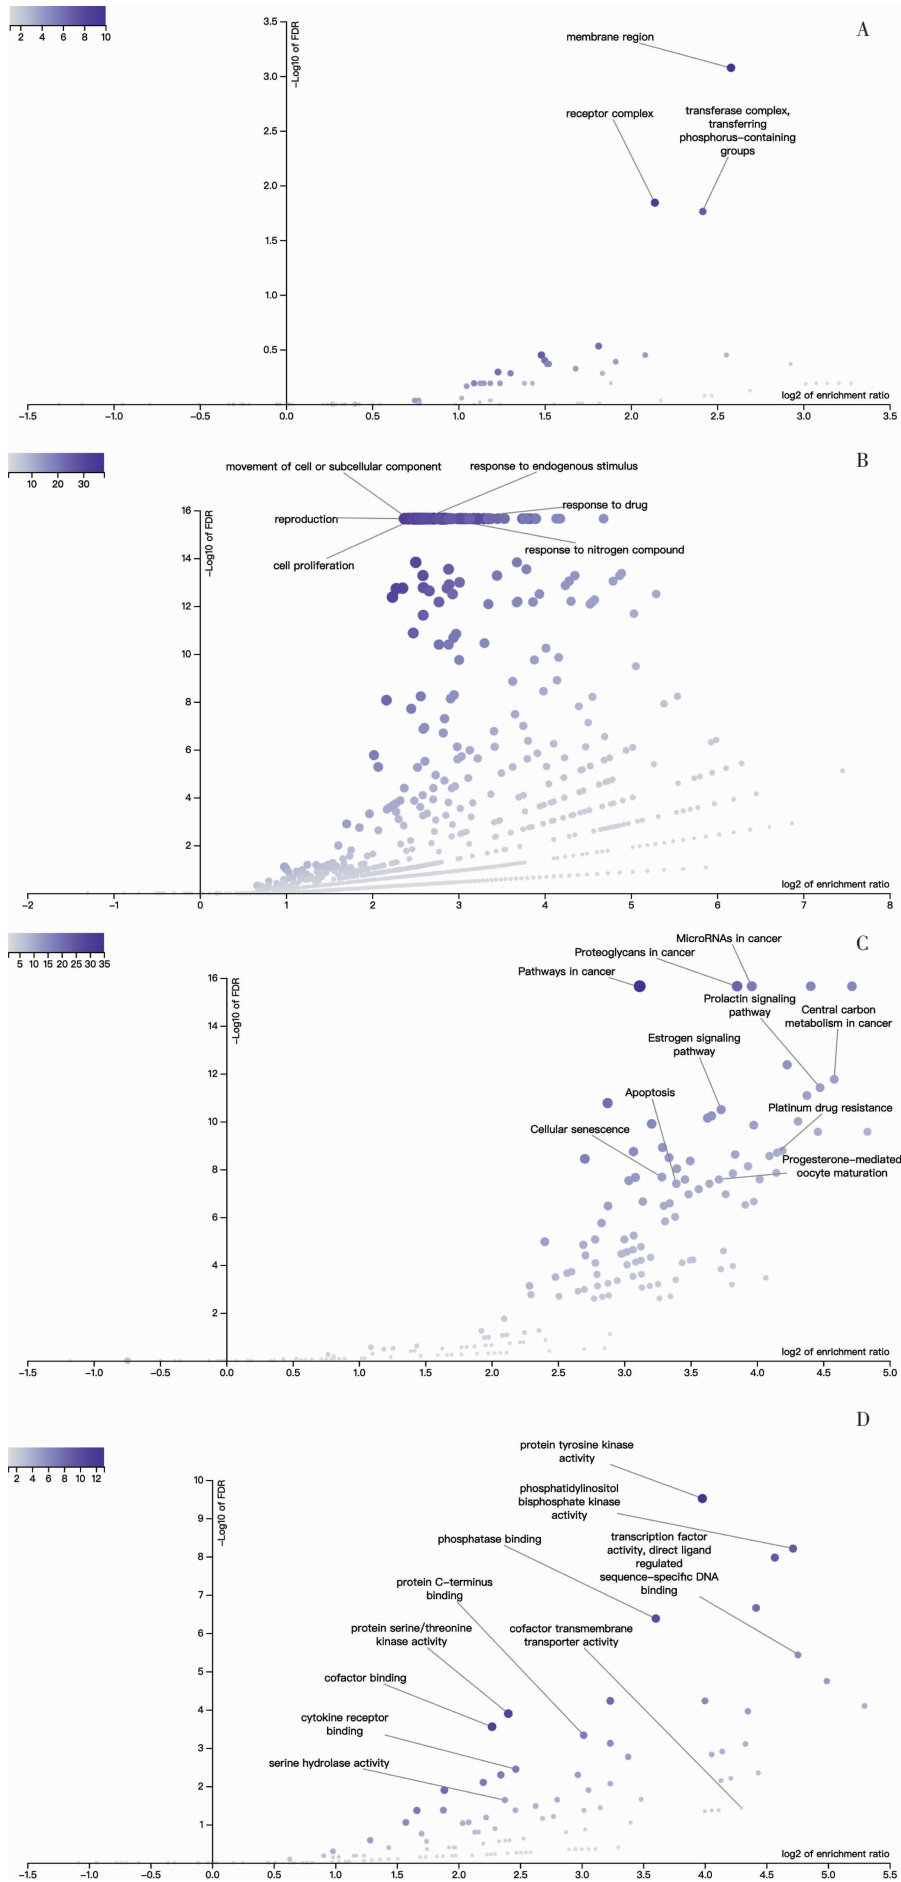 A
2 4 6 8 10
3.5
3.0
2.5
2.0
1.5
1.0
0.5
−Log10 of FDR
membrane region
receptor complex
transferase complex,
transferring
phosphorus−containing
groups
log2 of enrichment ratio
−1.5 −1.0 −0.5 0.0 0.5 1.0 1.5 2.0 2.5 3.0 3.5
B
10 20 30
movement of cell or subcellular component
response to endogenous stimulus
reproduction
response to drug
cell proliferation
response to nitrogen compound
16
14
12
10
8
6
4
2
−Log10 of FDR
log2 of enrichment ratio
−2 −1 0 1 2 3 4 5 6 7 8
C
5 10 15 20 25 30 35
MicroRNAs in cancer
Proteoglycans in cancer
Pathways in cancer
Prolactin signaling
pathway
Central carbon
metabolism in cancer
Estrogen signaling
pathway
Apoptosis
Platinum drug resistance
Cellular senescence
Progesterone−mediated
oocyte maturation
16
14
12
10
8
6
4
2
−Log10 of FDR
log2 of enrichment ratio
−1.5 −1.0 −0.5 0.0 0.5 1.0 1.5 2.0 2.5 3.0 3.5 4.0 4.5 5.0
D
2 4 6 8 10 12
protein tyrosine kinase
activity
phosphatidylinositol
bisphosphate kinase
activity
phosphatase binding
transcription factor
activity, direct ligand
regulated
sequence−specific DNA
binding
protein C−terminus
binding
protein serine/threonine
kinase activity
cofactor transmembrane
transporter activity
cofactor binding
cytokine receptor
binding
serine hydrolase activity
10
9
8
7
6
5
4
3
2
1
−Log10 of FDR
log2 of enrichment ratio
−1.5 −1.0 −0.5 0.0 0.5 1.0 1.5 2.0 2.5 3.0 3.5 4.0 4.5 5.0 5.5